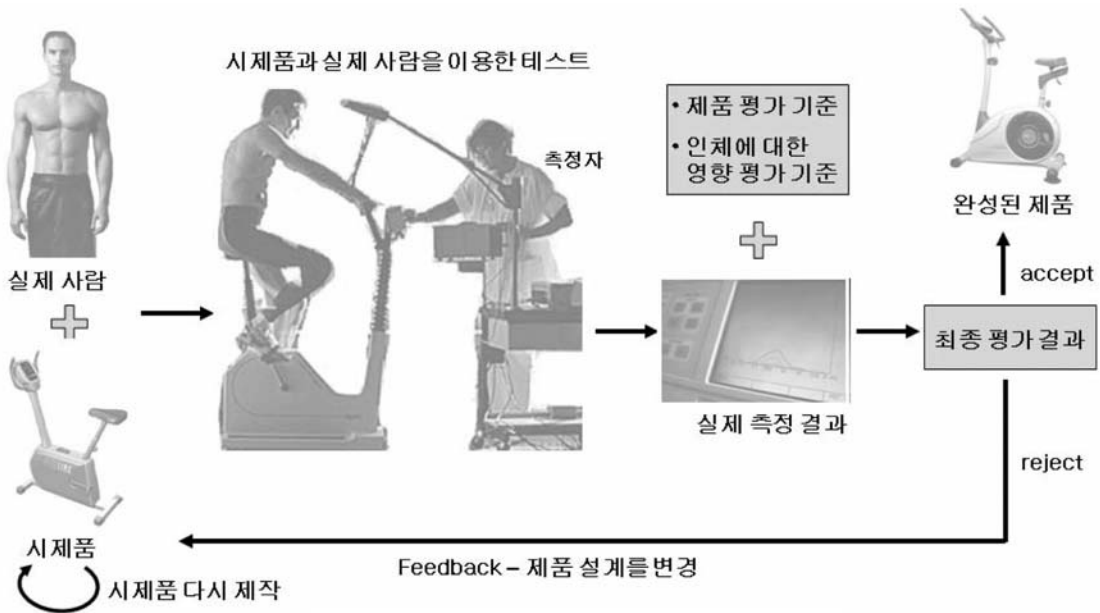 시제품과 실제 사람을 이용한 테스트
측정자
• 제품 평가 기준
• 인체에 대한
영향 평가 기준
완성된 제품
실제 사람
accept
최종 평가 결과
실제 측정 결과
reject
시제품
Feedback – 제품 설계를 변경
시제품 다시 제작